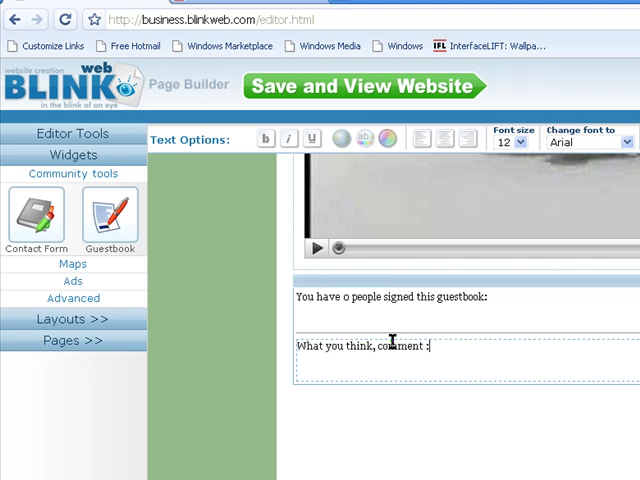 http://business.blinkweb.com/editor.html
Customize Links Free Hotmail Windows Marketplace Windows Media Windows IFL InterfaceLIFT: Wallpa...
website creation
web
BLINK
in the blink of an eye
Page Builder
Save and View Website
Editor Tools
Text Options: b i U ab
Font size
12
Change font to
Arial
Widgets
Community tools
Contact Form Guestbook
Maps
Ads
Advanced
Layouts >>
Pages >>
You have 0 people signed this guestbook:
What you think, comment :